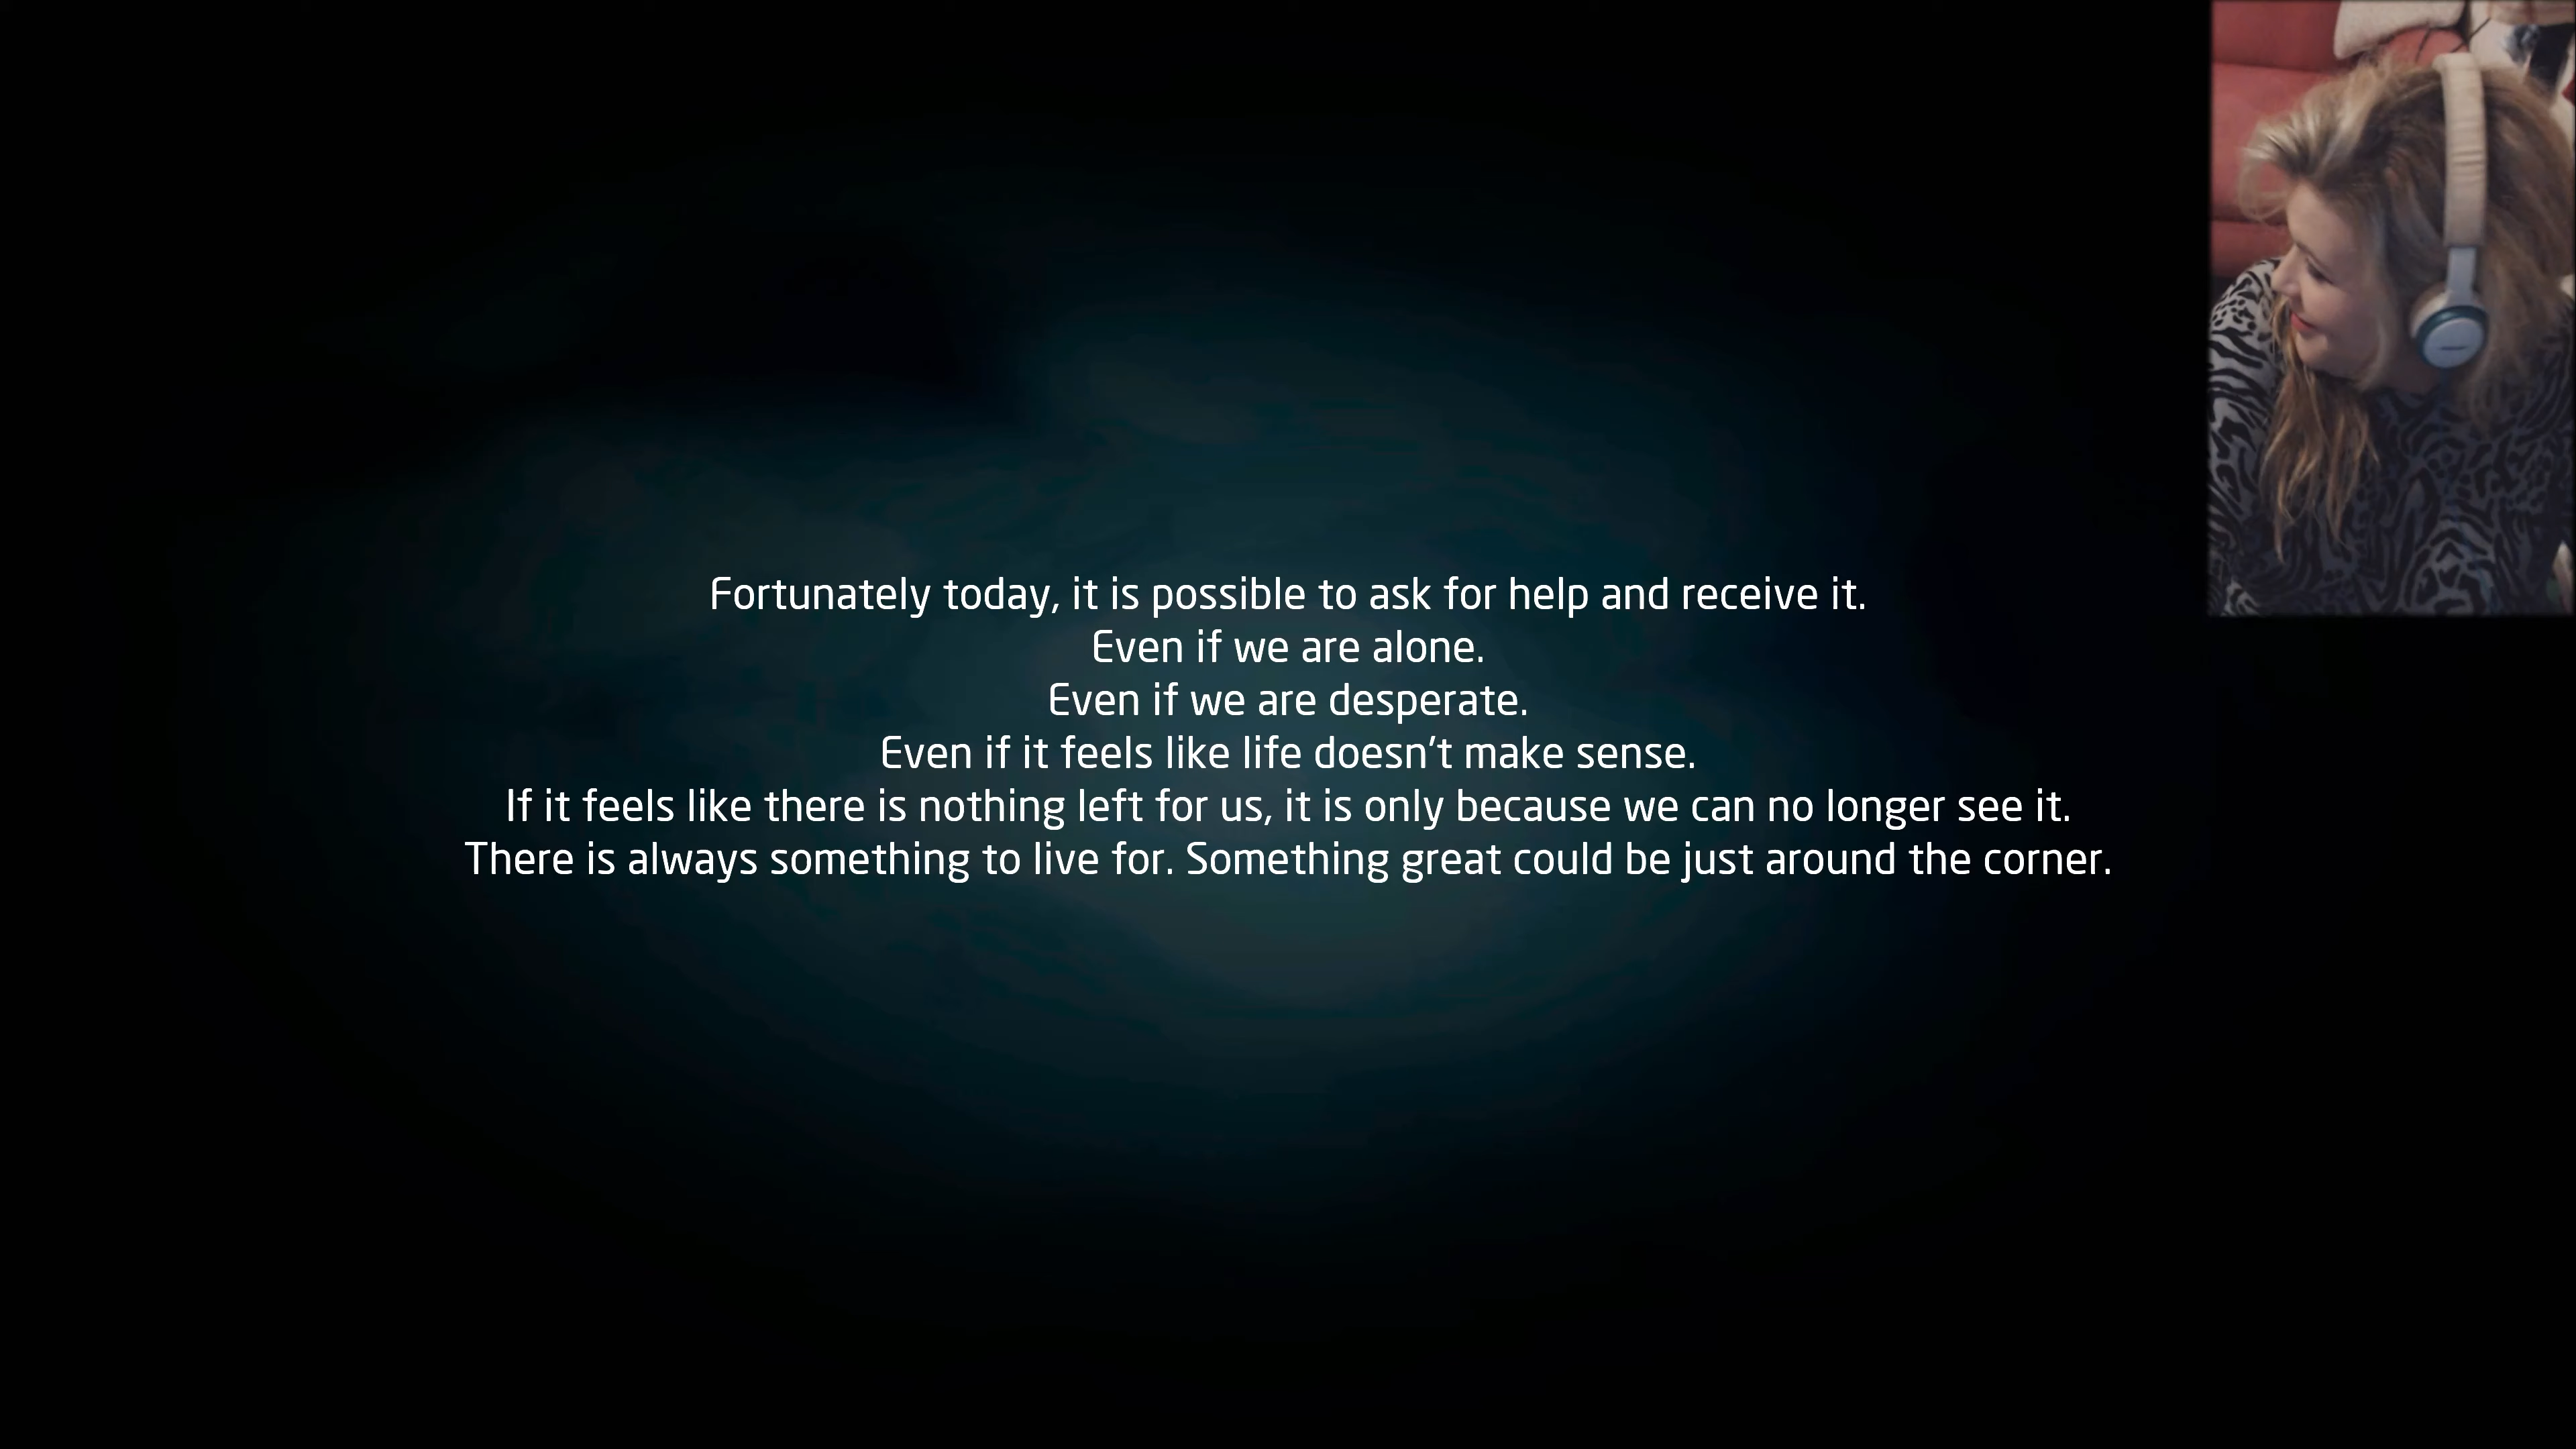 Fortunately today, it is possible to ask for help and receive it.
Even if we are alone.
Even if we are desperate.
Even if it feels like life doesn't make sense.
If it feels like there is nothing left for us, it is only because we can no longer see it.
There is always something to live for. Something great could be just around the corner.